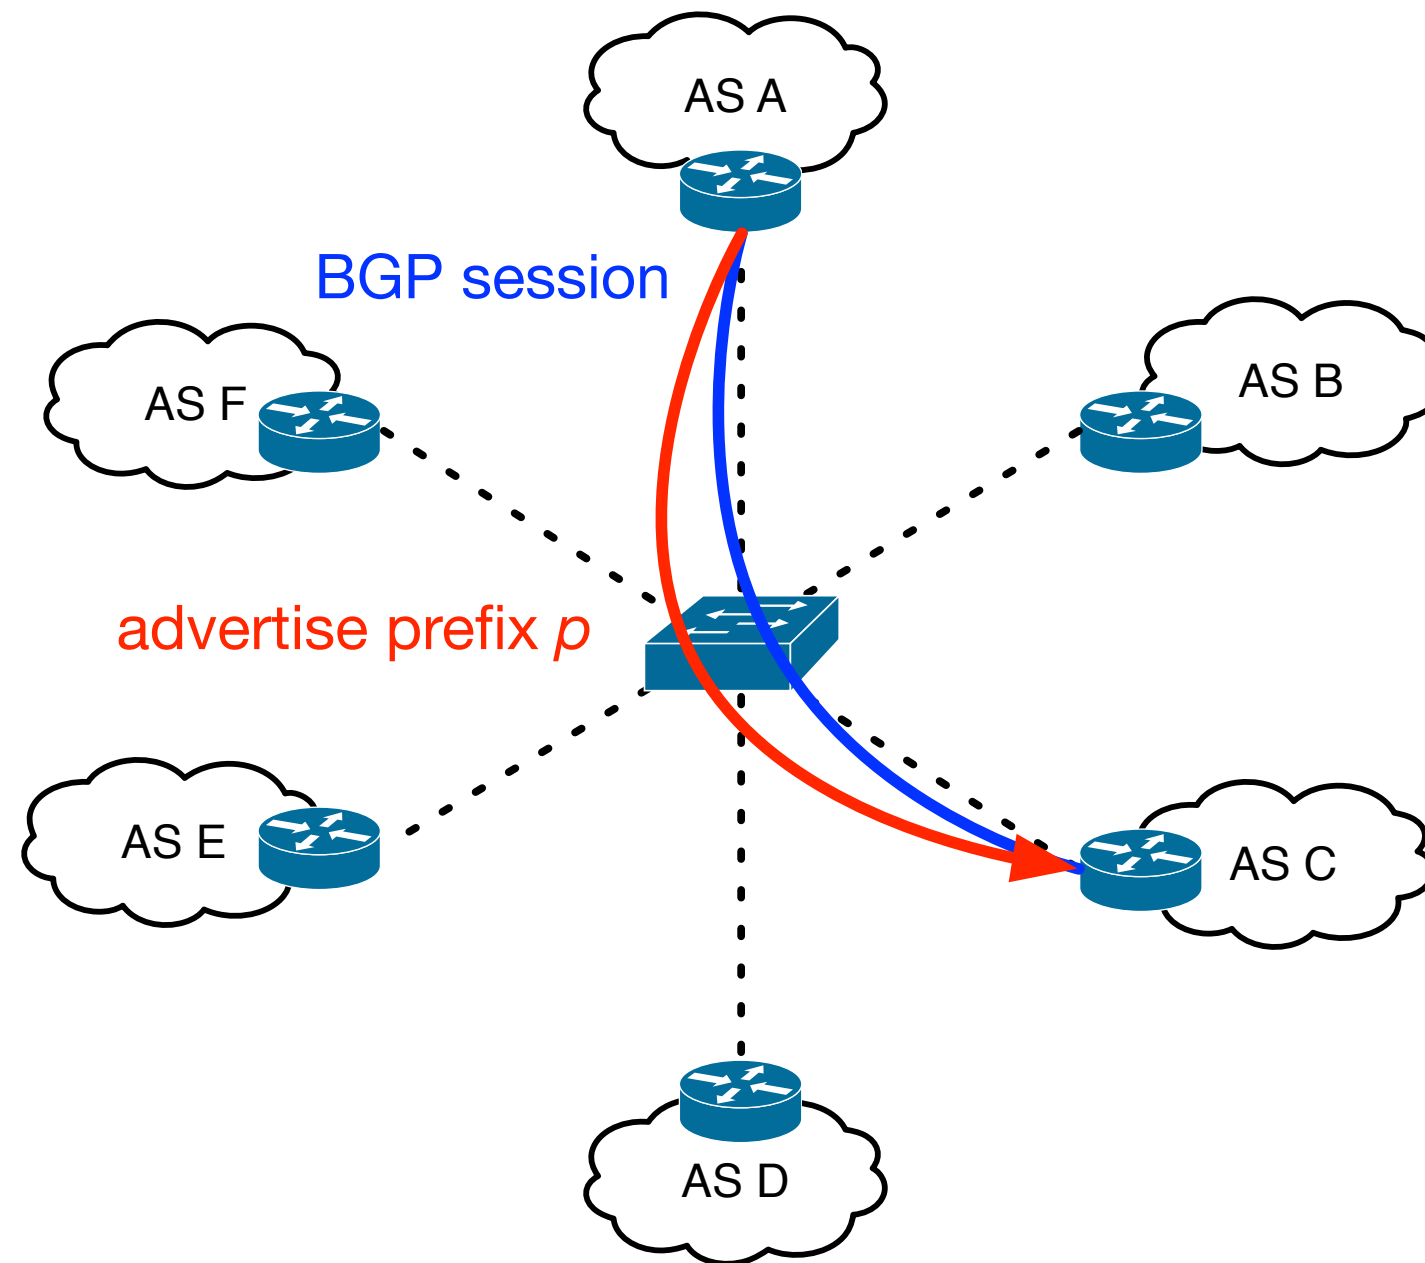 AS A
BGP session
AS B
AS F
advertise prefix p
AS E
AS C
AS D